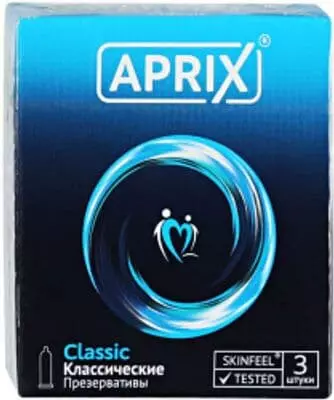 APRIX®
Classic
Классические
Презервативы
SKINFEEL®
✓ TESTED
3
штуки